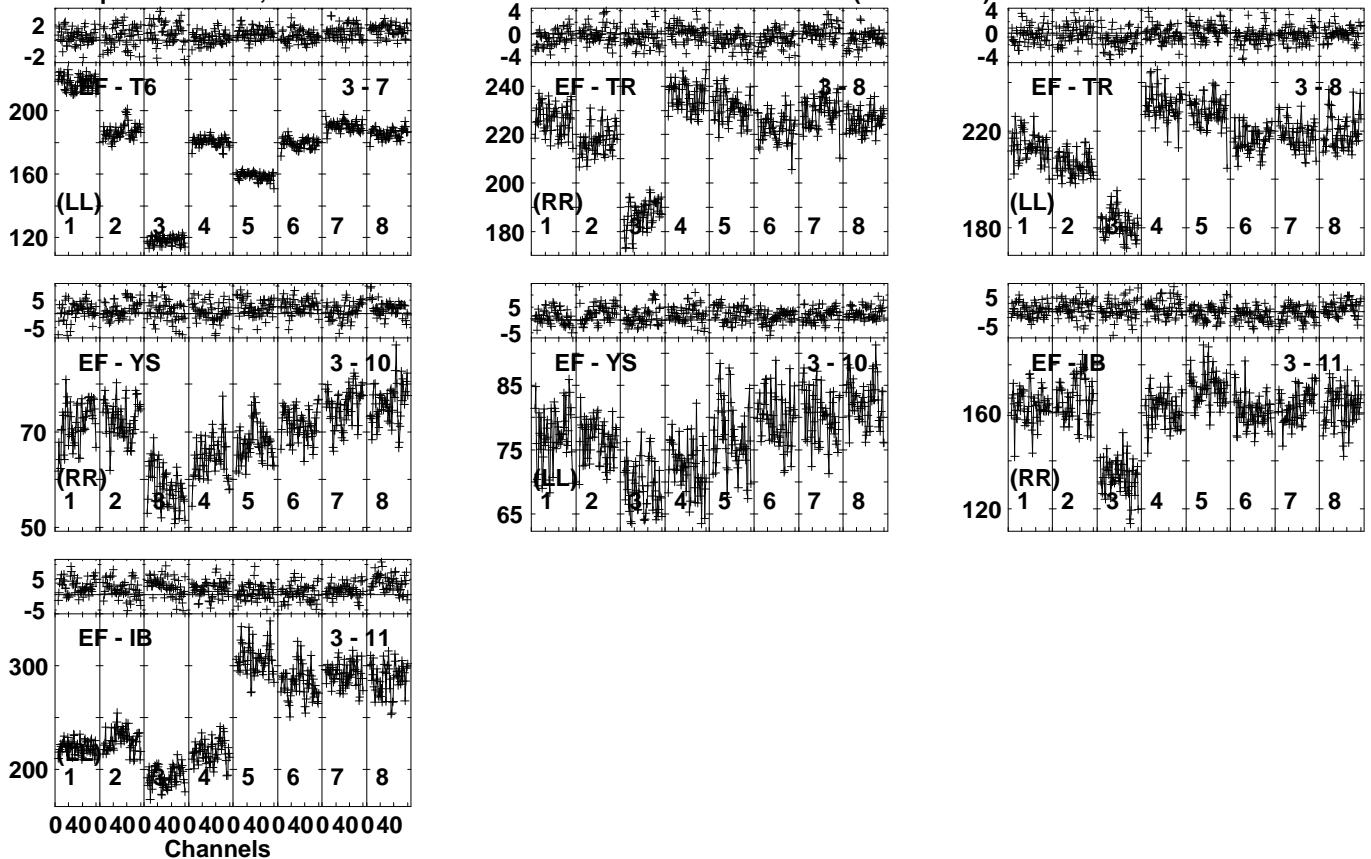 2
-2
EF - T6 3 - 7
200
160
120
(LL)
1 2 3 4 5 6 7 8
4
0
-4
EF - TR 3 - 8
240
220
200
180
(RR)
1 2 3 4 5 6 7 8
4
0
-4
EF - TR 3 - 8
220
180
(LL)
1 2 3 4 5 6 7 8
5
-5
EF - YS 3 - 10
70
50
(RR)
1 2 3 4 5 6 7 8
5
-5
EF - YS 3 - 10
85
75
65
(LL)
1 2 3 4 5 6 7 8
5
-5
EF - IB 3 - 11
160
120
(RR)
1 2 3 4 5 6 7 8
5
-5
EF - IB 3 - 11
300
200
(LL)
1 2 3 4 5 6 7 8
0 40 0 40 0 40 0 40 0 40 0 40 0 40 0 40
Channels